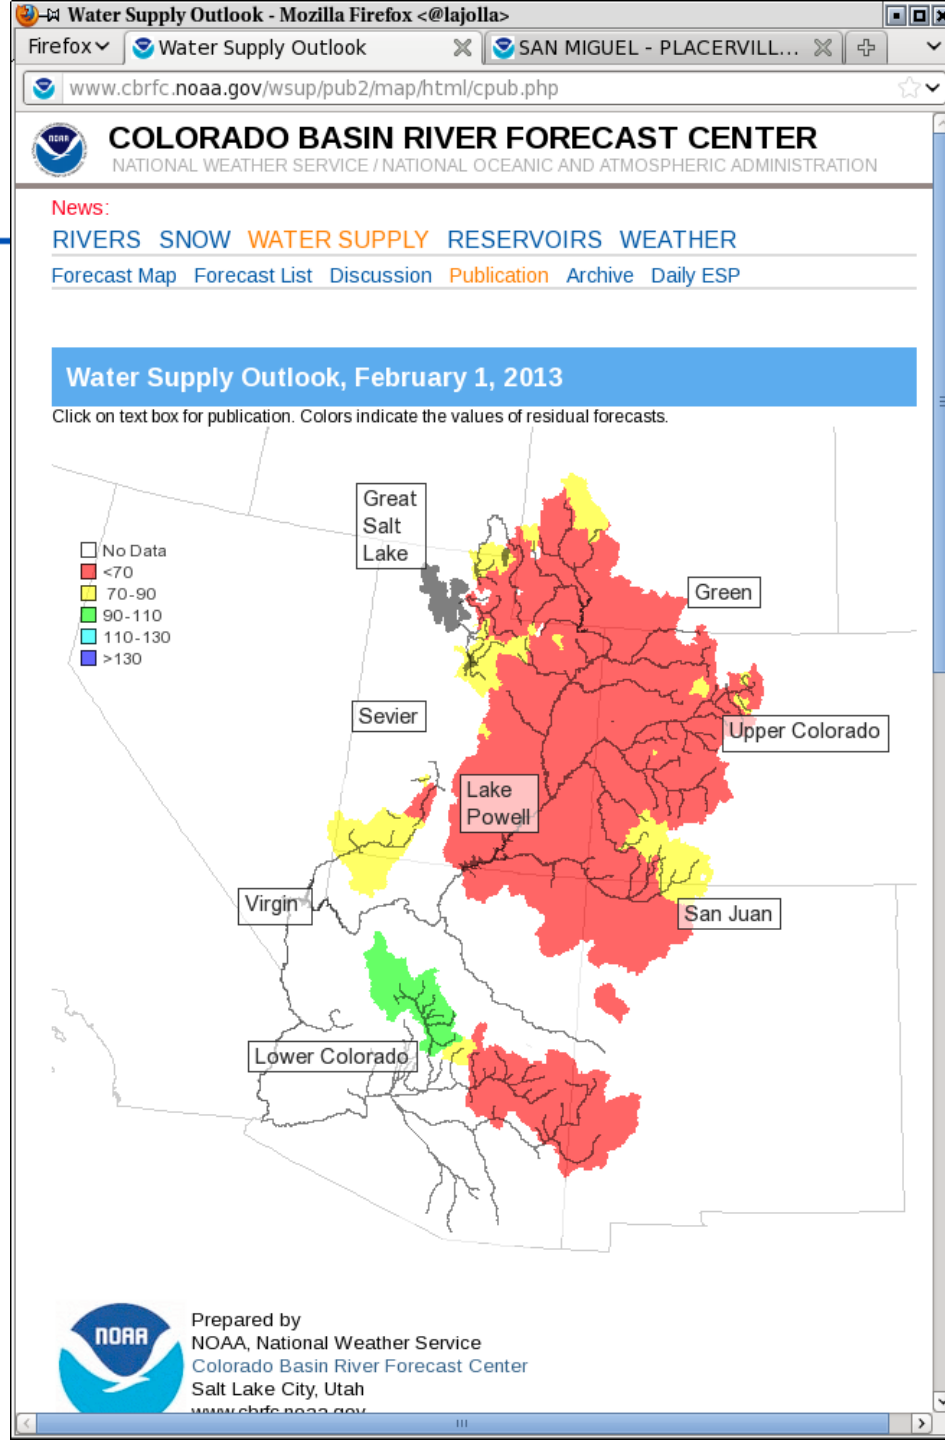 Water Supply Outlook - Mozilla Firefox <@lajolla>
Firefox Water Supply Outlook SAN MIGUEL - PLACERVILL...
www.cbrfc.noaa.gov/wsup/pub2/map/html/cpub.php
NOAA
COLORADO BASIN RIVER FORECAST CENTER
NATIONAL WEATHER SERVICE / NATIONAL OCEANIC AND ATMOSPHERIC ADMINISTRATION
News:
RIVERS SNOW WATER SUPPLY RESERVOIRS WEATHER
Forecast Map Forecast List Discussion Publication Archive Daily ESP
Water Supply Outlook, February 1, 2013
Click on text box for publication. Colors indicate the values of residual forecasts.
Great
Salt
Lake
No Data
<70
70-90
90-110
110-130
>130
Green
Sevier
Upper Colorado
Lake
Powell
Virgin
San Juan
Lower Colorado
NOAA
Prepared by
NOAA, National Weather Service
Colorado Basin River Forecast Center
Salt Lake City, Utah
www.cbrfc.noaa.gov